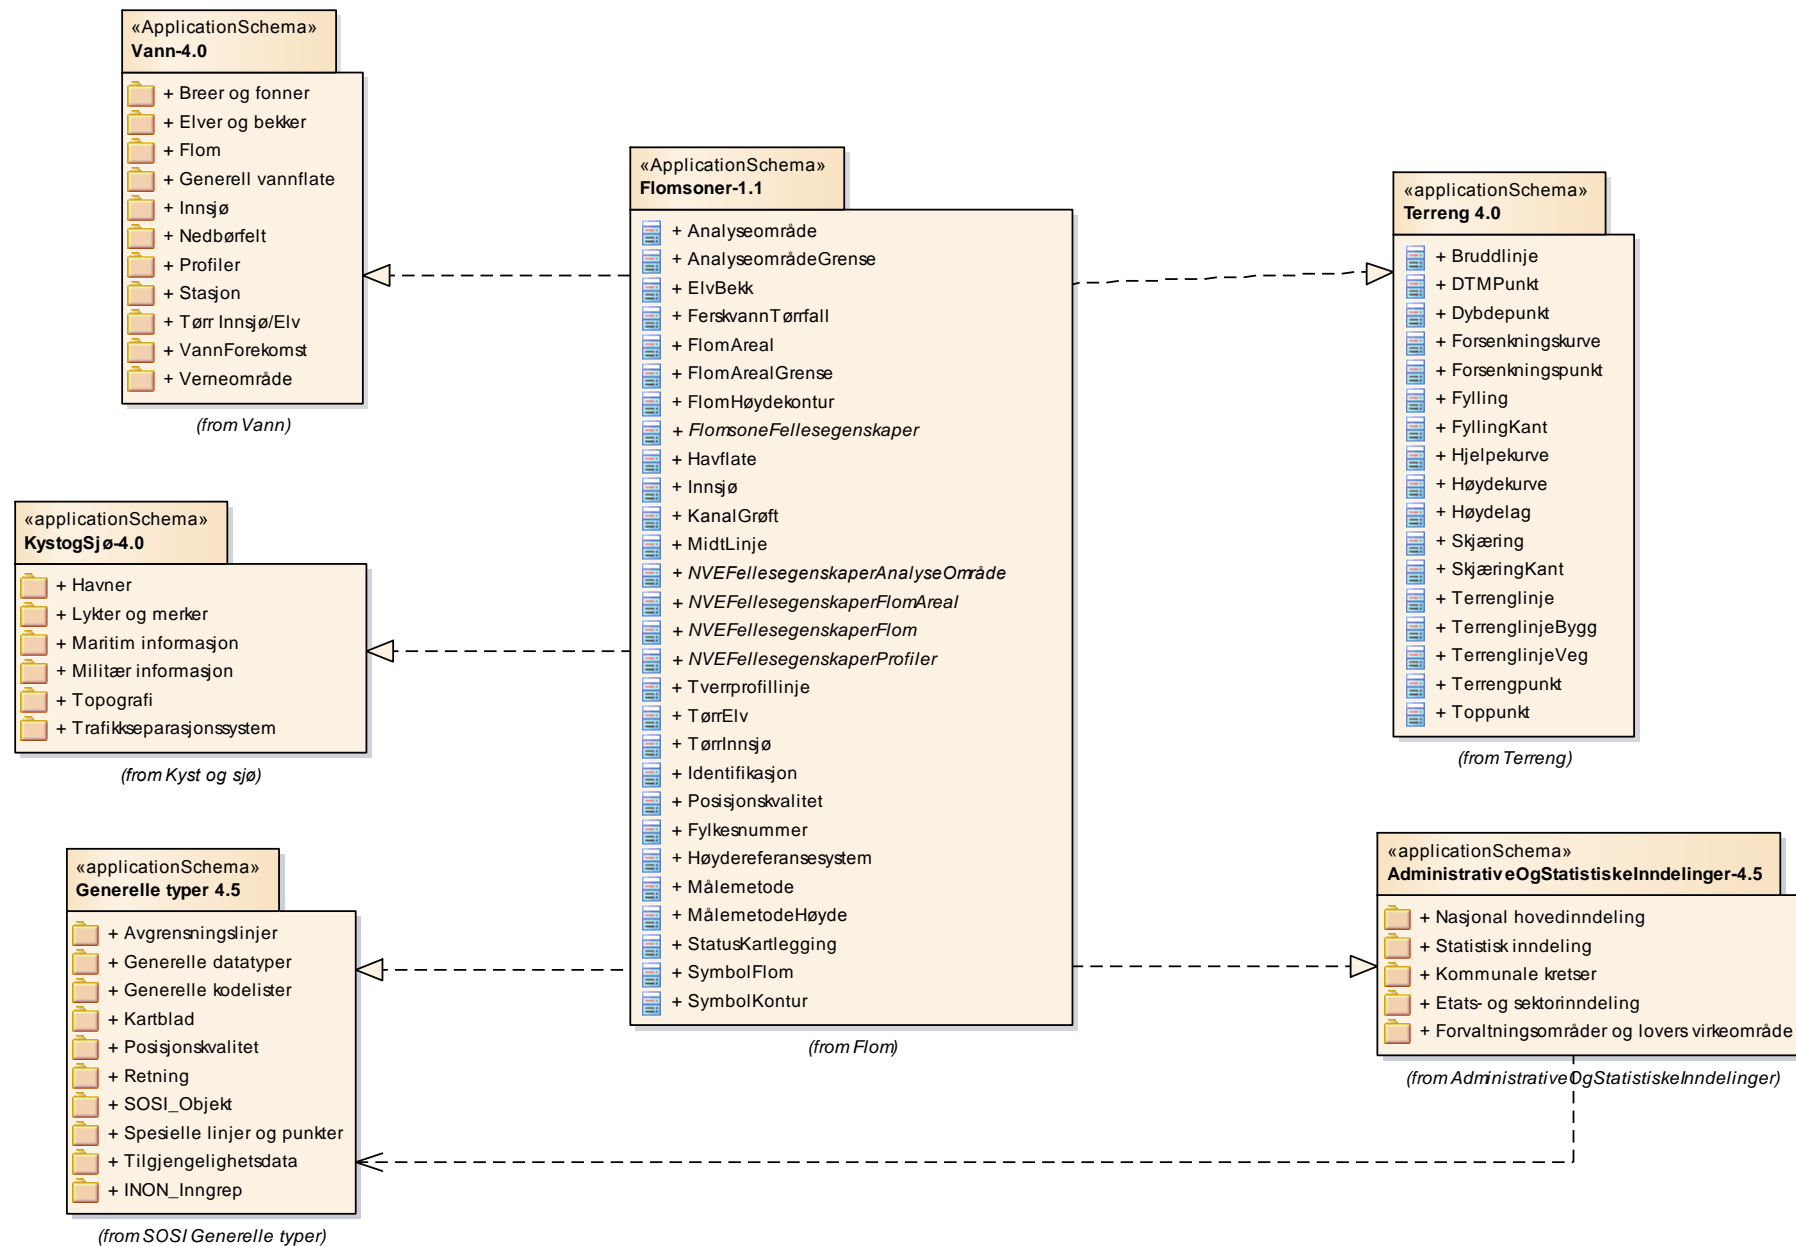 «ApplicationSchema»
Vann-4.0
+ Breer og fonner
+ Elver og bekker
+ Flom
+ Generell vannflate
+ Innsjø
+ Nedbørfelt
+ Profiler
+ Stasjon
+ Tørr Innsjø/Elv
+ VannForekomst
+ Verneområde
(from Vann)
«applicationSchema»
KystogSjø-4.0
+ Havner
+ Lykter og merker
+ Maritim informasjon
+ Militær informasjon
+ Topografi
+ Trafikkseparasjonssystem
(from Kyst og sjø)
«applicationSchema»
Generelle typer 4.5
+ Avgrensningslinjer
+ Generelle datatyper
+ Generelle kodelister
+ Kartblad
+ Posisjonskvalitet
+ Retning
+ SOSI_Objekt
+ Spesielle linjer og punkter
+ Tilgjengelighetsdata
+ INON_Inngrep
(from SOSI Generelle typer)
«ApplicationSchema»
Flomsoner-1.1
+ Analyseområde
+ AnalyseområdeGrense
+ ElvBekk
+ FerskvannTørrfall
+ FlomAreal
+ FlomArealGrense
+ FlomHøydekontur
+ FlomsoneFellesegenskaper
+ Havflate
+ Innsjø
+ KanalGrøft
+ MidtLinje
+ NVEFellesegenskaperAnalyseOmråde
+ NVEFellesegenskaperFlomAreal
+ NVEFellesegenskaperFlom
+ NVEFellesegenskaperProfiler
+ Tverrprofillinje
+ TørrElv
+ TørrInnsjø
+ Identifikasjon
+ Posisjonskvalitet
+ Fylkesnummer
+ Høydereferansesystem
+ Målemetode
+ MålemetodeHøyde
+ StatusKartlegging
+ SymbolFlom
+ SymbolKontur
(from Flom)
«applicationSchema»
Terreng 4.0
+ Bruddlinje
+ DTMPunkt
+ Dybdepunkt
+ Forsenkningskurve
+ Forsenkningspunkt
+ Fylling
+ FyllingKant
+ Hjelpekurve
+ Høydekurve
+ Høydelag
+ Skjæring
+ SkjæringKant
+ Terrenglinje
+ TerrenglinjeBygg
+ TerrenglinjeVeg
+ Terrengpunkt
+ Toppunkt
(from Terreng)
«applicationSchema»
AdministrativeOgStatistiskeInndelinger-4.5
+ Nasjonal hovedinndeling
+ Statistisk inndeling
+ Kommunale kretser
+ Etats- og sektorinndeling
+ Forvaltningsområder og lovers virkeområde
(from AdministrativeOgStatistiskeInndelinger)